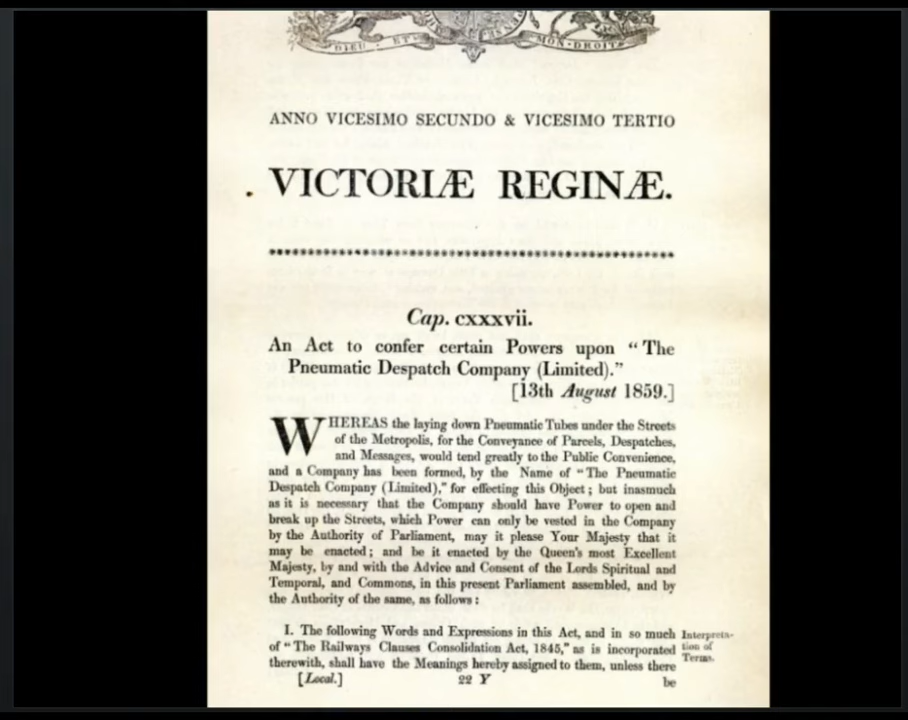 DIEU · ET
MON · DROIT
ANNO VICESIMO SECUNDO & VICESIMO TERTIO
VICTORIÆ REGINÆ.
Cap. cxxxvii.
An Act to confer certain Powers upon “The
Pneumatic Despatch Company (Limited).”
[13th August 1859.]
WHEREAS the laying down Pneumatic Tubes under the Streets
of the Metropolis, for the Conveyance of Parcels, Despatches,
and Messages, would tend greatly to the Public Convenience,
and a Company has been formed, by the Name of “The Pneumatic
Despatch Company (Limited),” for effecting this Object; but inasmuch
as it is necessary that the Company should have Power to open and
break up the Streets, which Power can only be vested in the Company
by the Authority of Parliament, may it please Your Majesty that it
may be enacted; and be it enacted by the Queen's most Excellent
Majesty, by and with the Advice and Consent of the Lords Spiritual and
Temporal, and Commons, in this present Parliament assembled, and by
the Authority of the same, as follows:
I. The following Words and Expressions in this Act, and in so much
of “The Railways Clauses Consolidation Act, 1845,” as is incorporated
therewith, shall have the Meanings hereby assigned to them, unless there
Interpreta-
tion of
Terms.
[Local.] 22 Y be